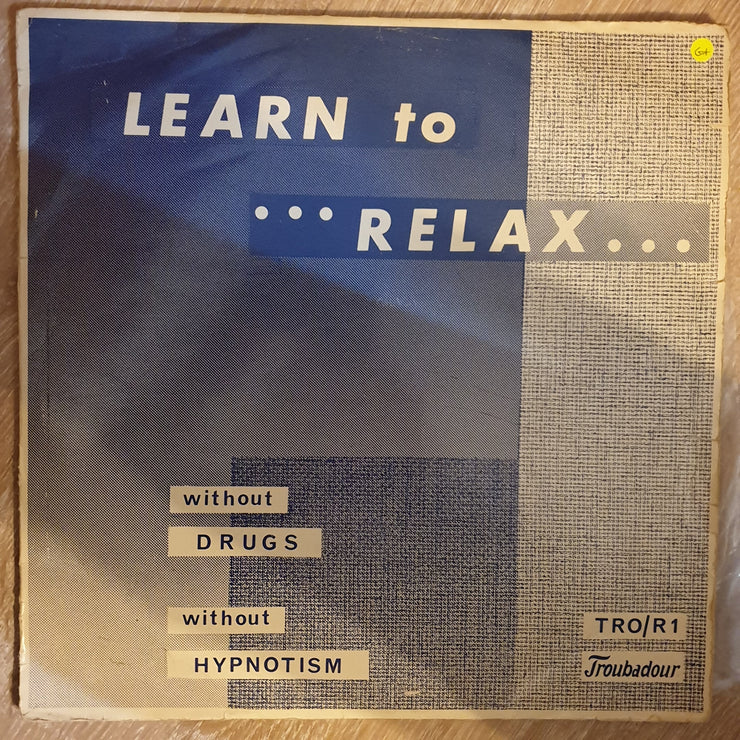 G+
LEARN to
...RELAX...
without
DRUGS
without
HYPNOTISM
TRO/R1
Troubadour